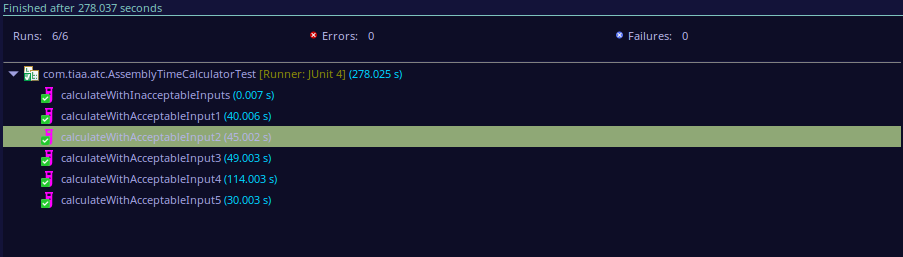 Finished after 278.037 seconds
Runs: 6/6 Errors: 0 Failures: 0
com.tiaa.atc.AssemblyTimeCalculatorTest [Runner: JUnit 4] (278.025 s)
calculateWithInacceptableInputs (0.007 s)
calculateWithAcceptableInput1 (40.006 s)
calculateWithAcceptableInput2 (45.002 s)
calculateWithAcceptableInput3 (49.003 s)
calculateWithAcceptableInput4 (114.003 s)
calculateWithAcceptableInput5 (30.003 s)